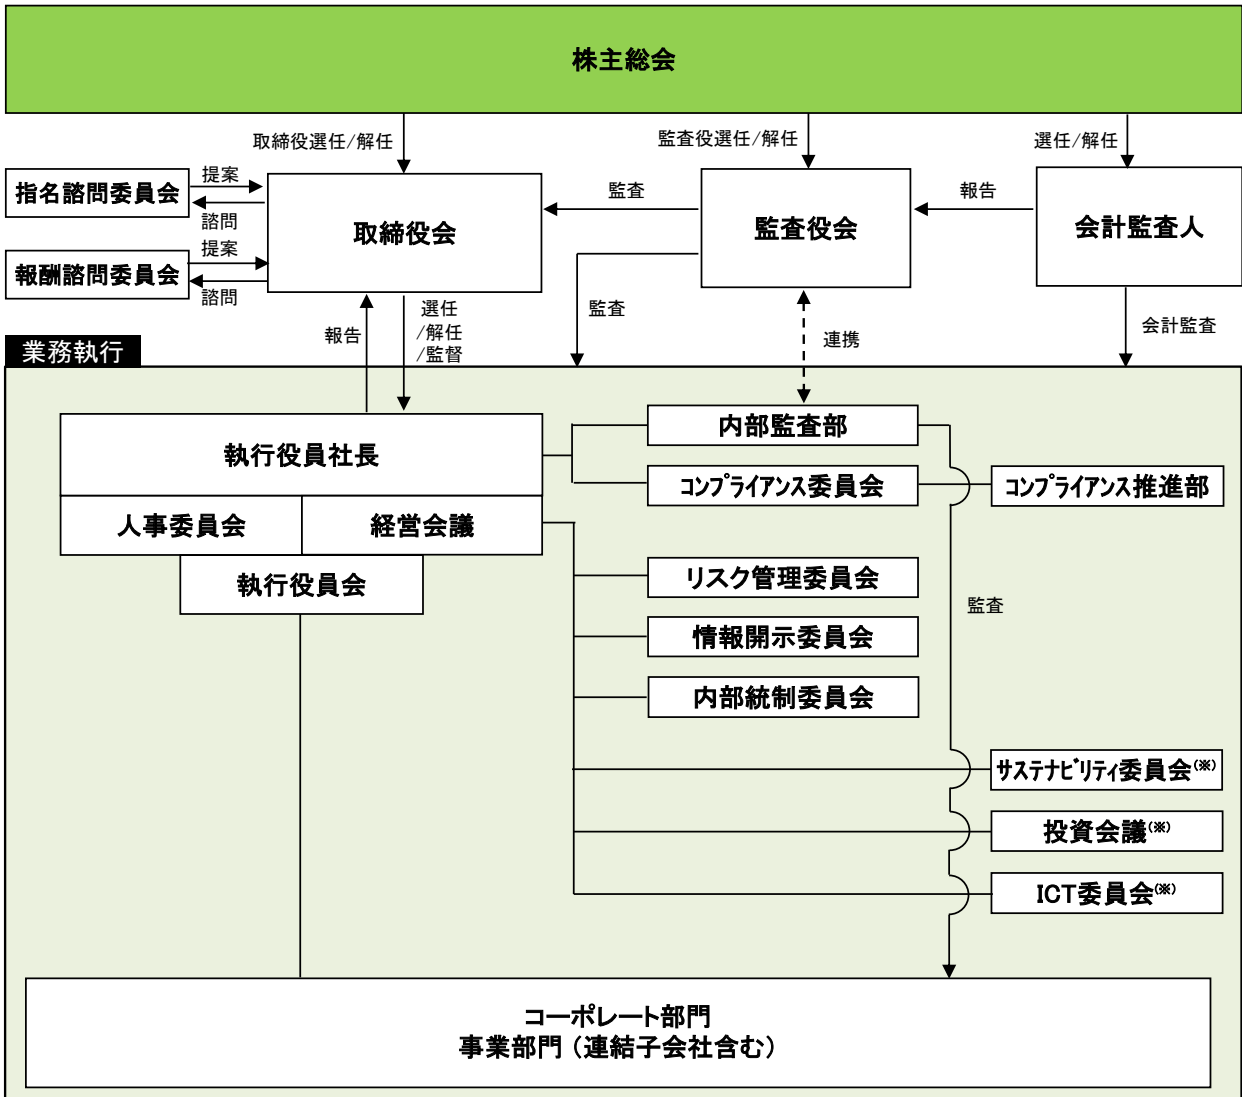 株主総会
取締役選任/解任
監査役選任/解任
選任/解任
指名諮問委員会
提案
諮問
報酬諮問委員会
提案
諮問
取締役会
監査
監査役会
報告
会計監査人
報告
選任
/解任
/監督
監査
連携
会計監査
業務執行
執行役員社長
人事委員会
経営会議
執行役員会
内部監査部
コンプライアンス委員会
コンプライアンス推進部
リスク管理委員会
情報開示委員会
内部統制委員会
監査
サステナビリティ委員会(※)
投資会議(※)
ICT委員会(※)
コーポレート部門
事業部門（連結子会社含む）